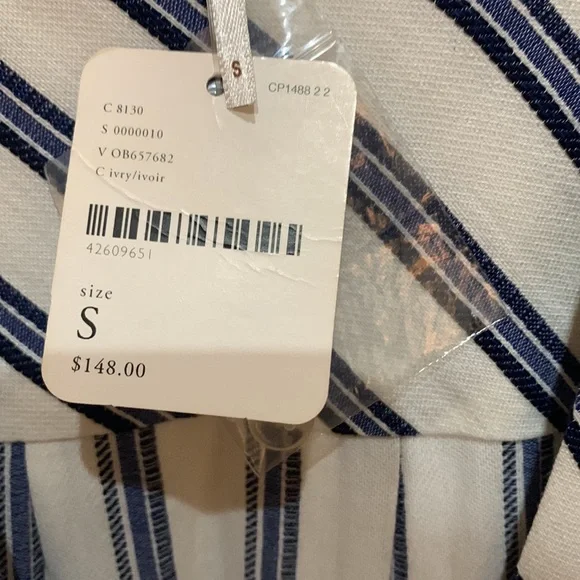 S
CP1488 2 2
C 8130
S 0000010
V OB657682
C ivry/ivoir
42609651
size
S
$148.00